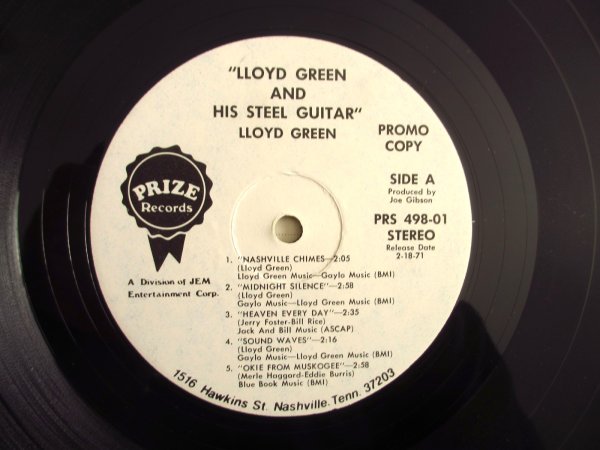 "LLOYD GREEN
AND
HIS STEEL GUITAR"
LLOYD GREEN
PROMO
COPY
PRIZE
Records
SIDE A
Produced by
Joe Gibson
PRS 498-01
STEREO
Release Date
2-18-71
A Division of JEM
Entertainment Corp.
1. "NASHVILLE CHIMES—2:05
(Lloyd Green)
Lloyd Green Music—Gaylo Music (BMI)
2. "MIDNIGHT SILENCE"—2:58
(Lloyd Green)
Gaylo Music—Lloyd Green Music (BMI)
3. "HEAVEN EVERY DAY"—2:35
(Jerry Foster-Bill Rice)
Jack And Bill Music (ASCAP)
4. "SOUND WAVES"—2:16
(Lloyd Green)
Gaylo Music—Lloyd Green Music (BMI)
5. "OKIE FROM MUSKOGEE"—2:58
(Merle Haggard-Eddie Burris)
Blue Book Music (BMI)
1516 Hawkins St. Nashville. Tenn. 37203